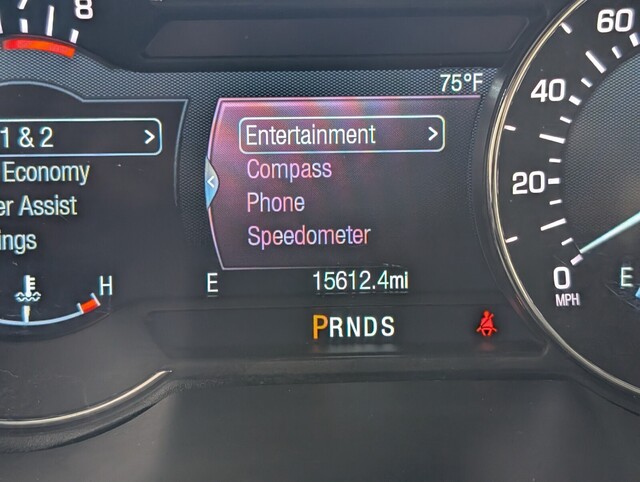 7 8
75°F
1 & 2 >
Economy
er Assist
ings
Entertainment >
Compass
Phone
Speedometer
<
H
E 15612.4mi
PRNDS
60
40
20
0
MPH
E